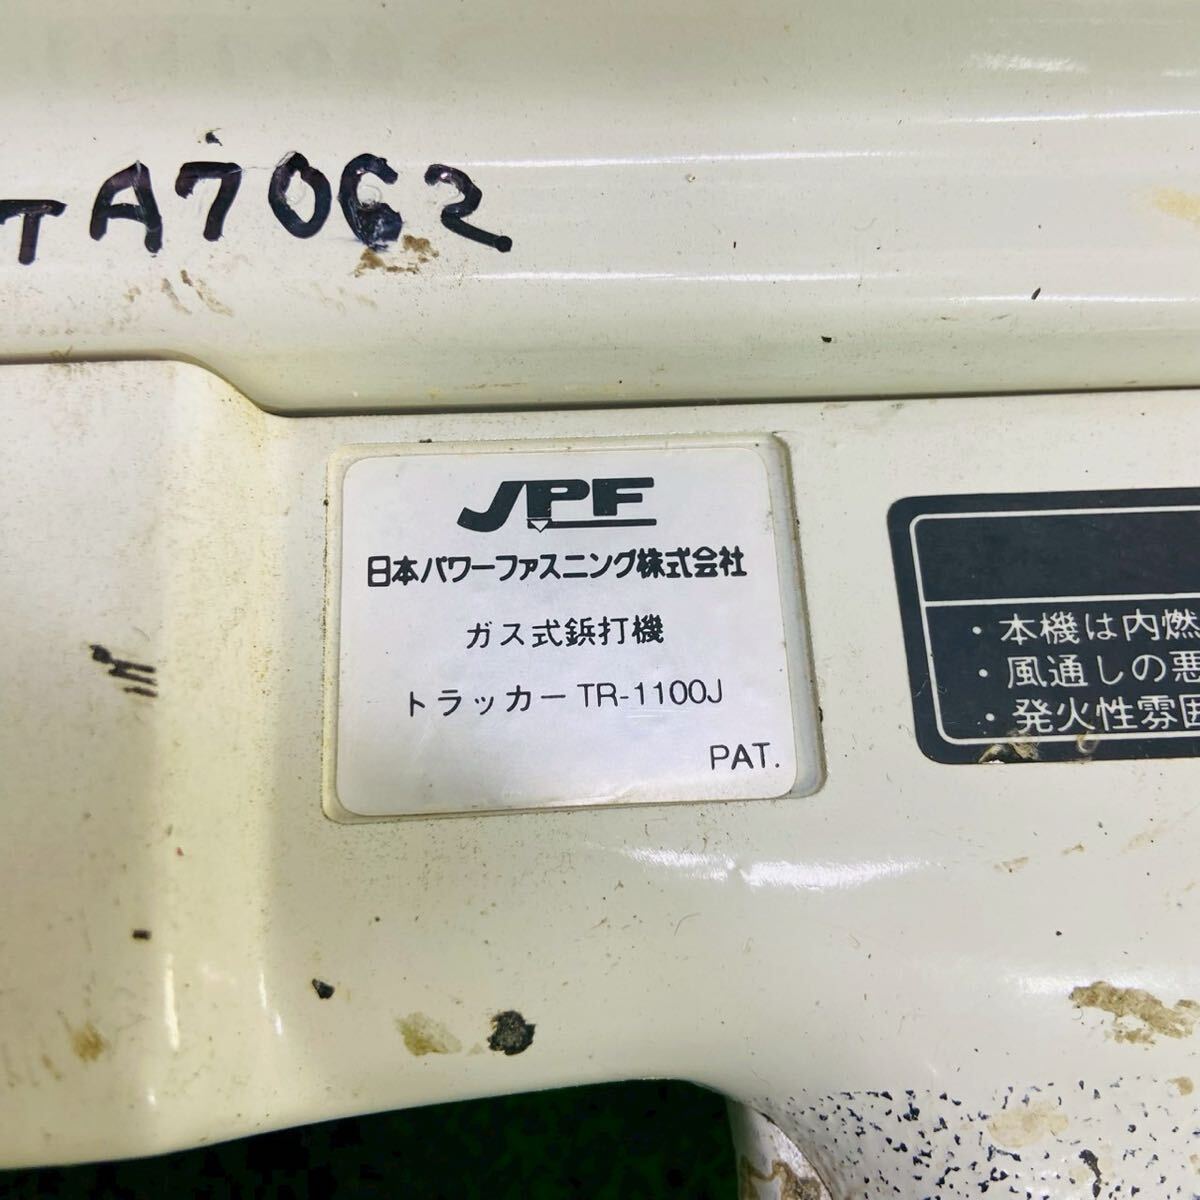 TA7062
JPF
日本パワーファスニング株式会社
ガス式鋲打機
トラッカー TR-1100J
PAT.
・本機は内燃
・風通しの悪
・発火性雰囲